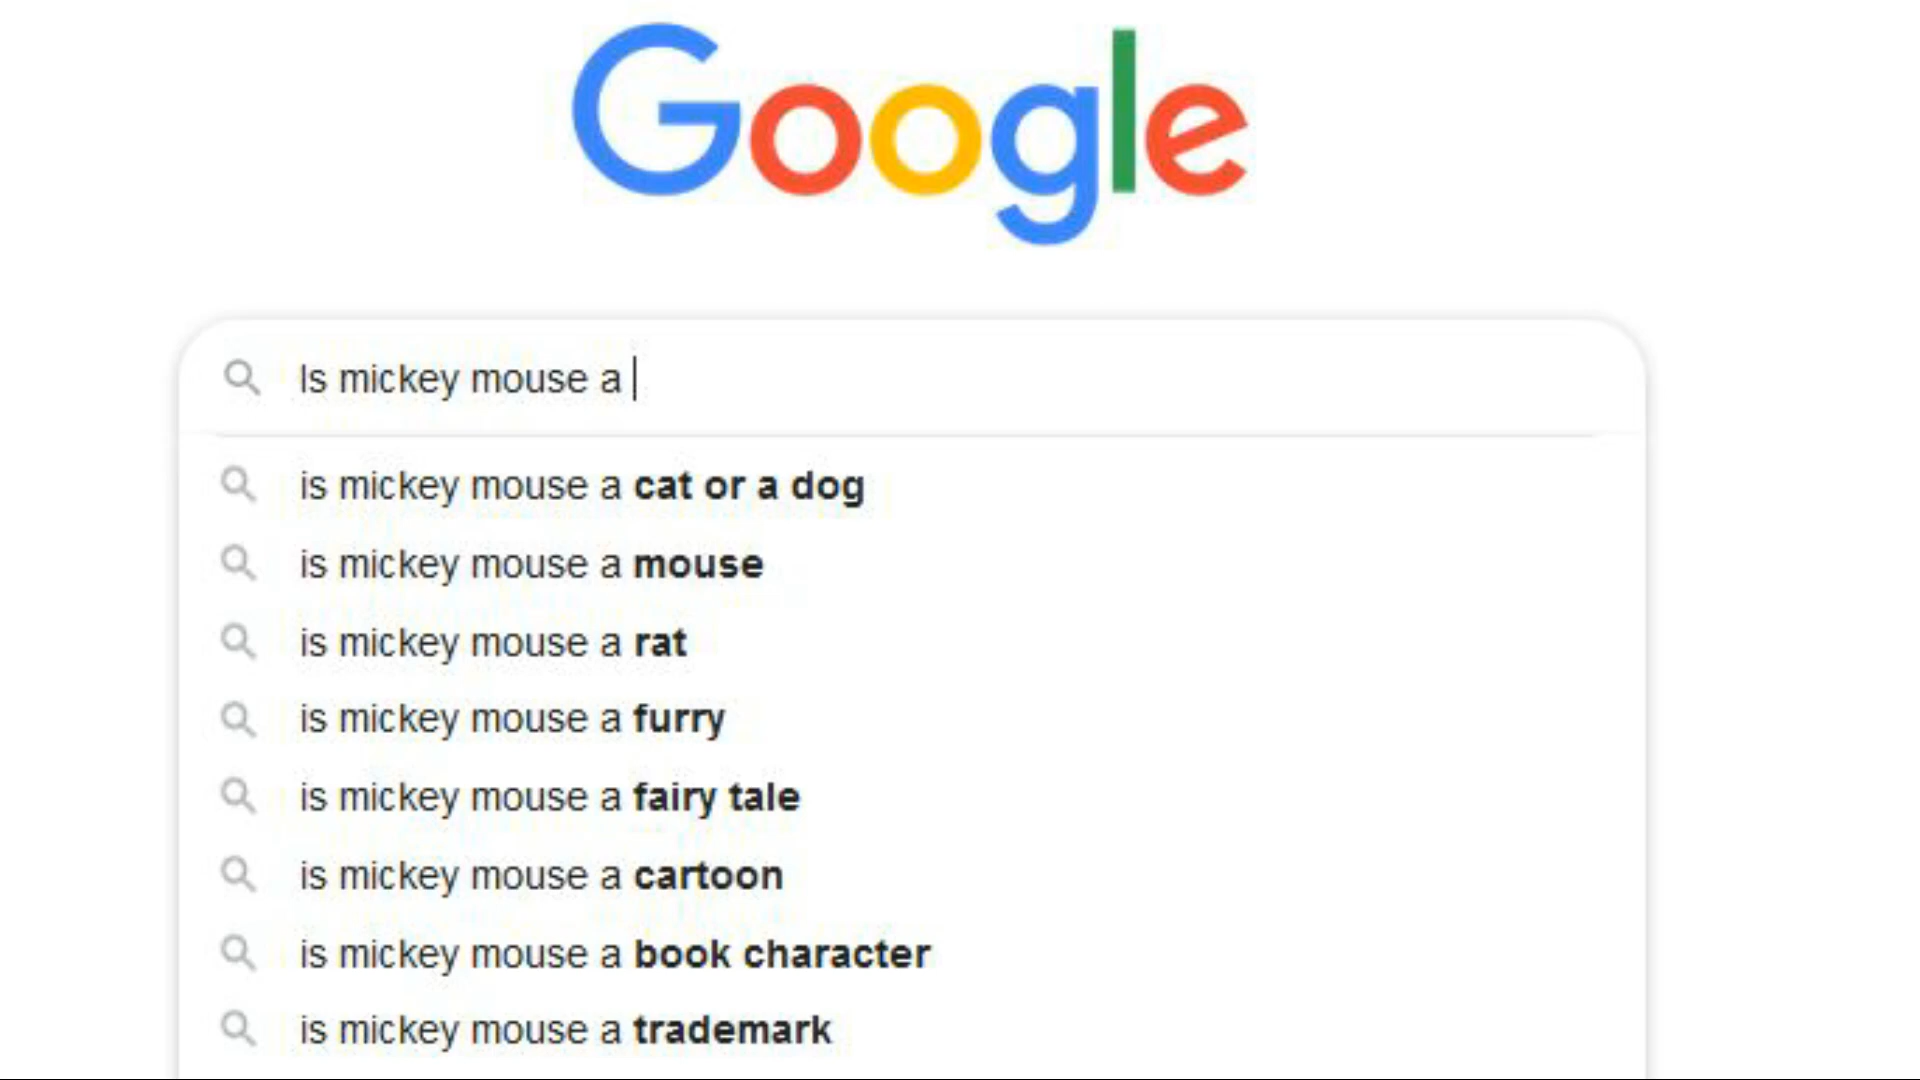 Google
Is mickey mouse a
is mickey mouse a cat or a dog
is mickey mouse a mouse
is mickey mouse a rat
is mickey mouse a furry
is mickey mouse a fairy tale
is mickey mouse a cartoon
is mickey mouse a book character
is mickey mouse a trademark